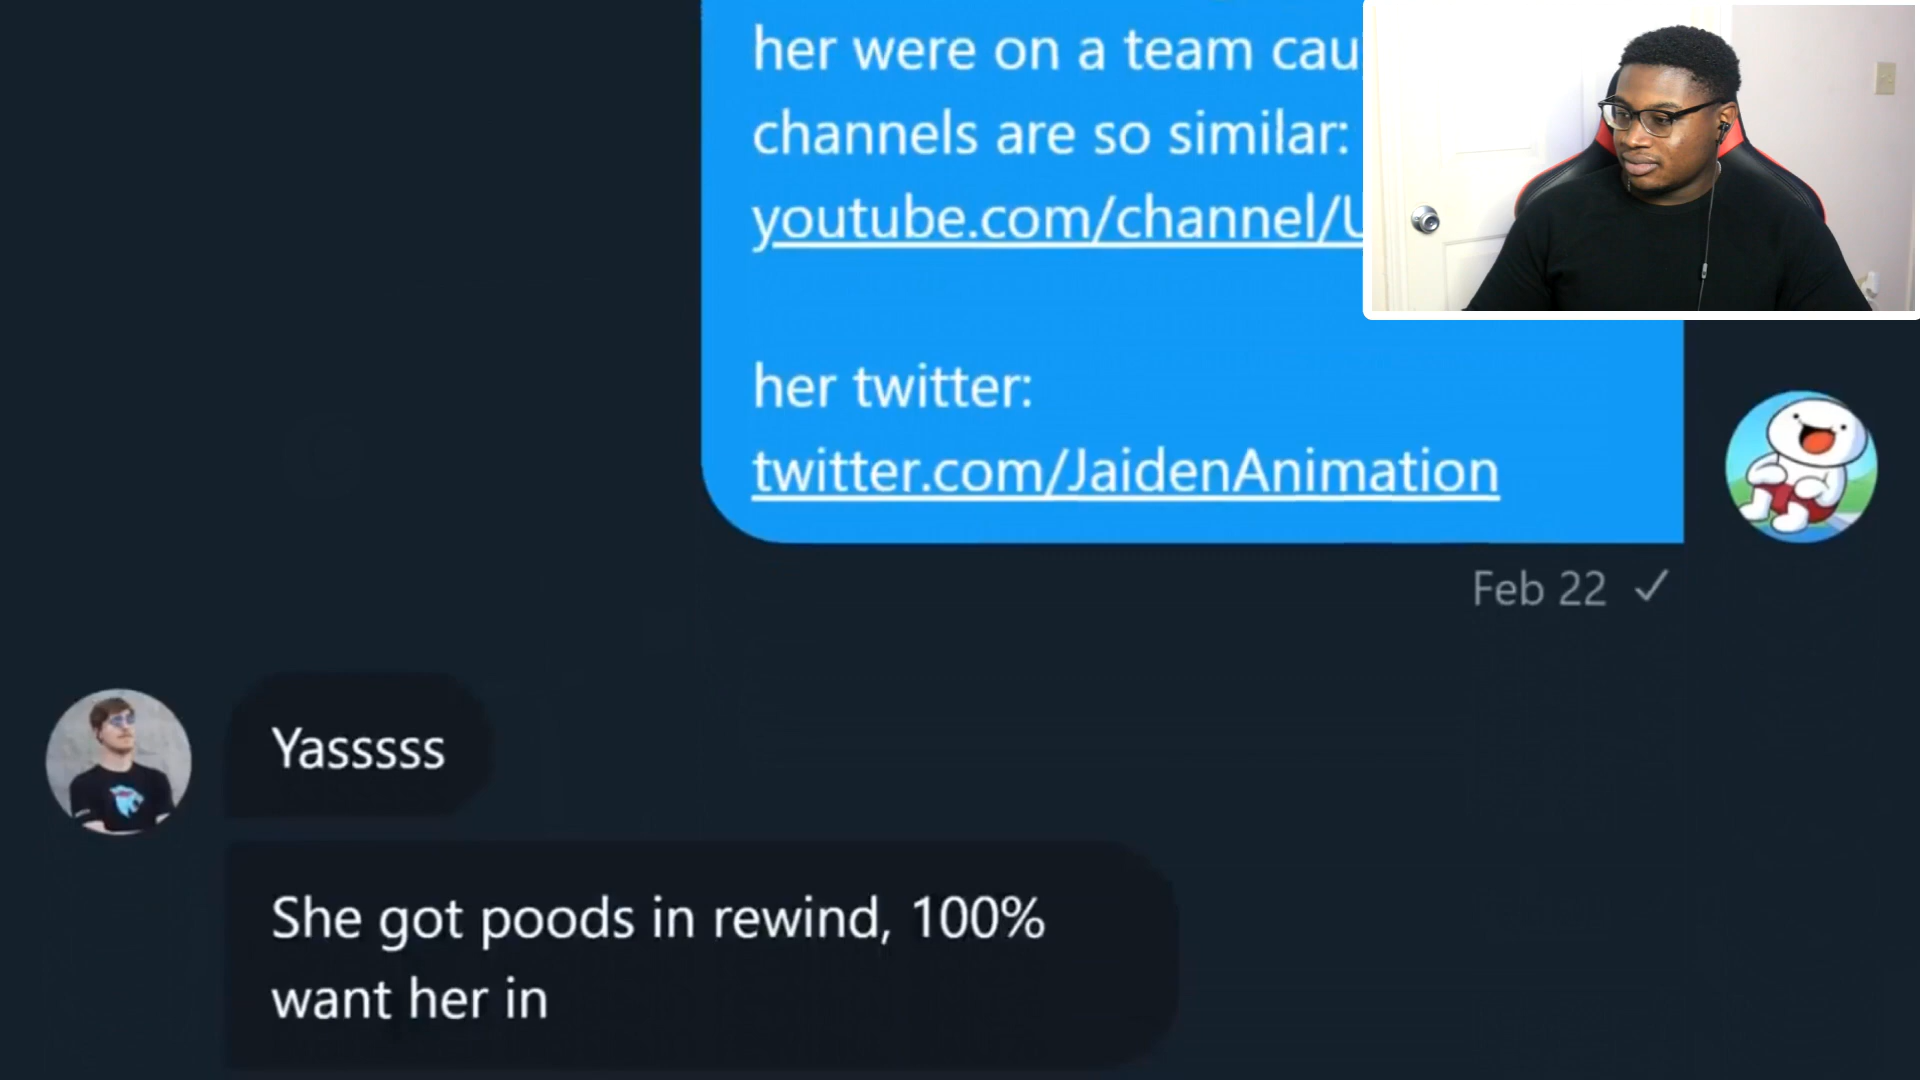 her were on a team cau
channels are so similar:
youtube.com/channel/U
her twitter:
twitter.com/JaidenAnimation
Feb 22 ✓
Yasssss
She got poods in rewind, 100%
want her in